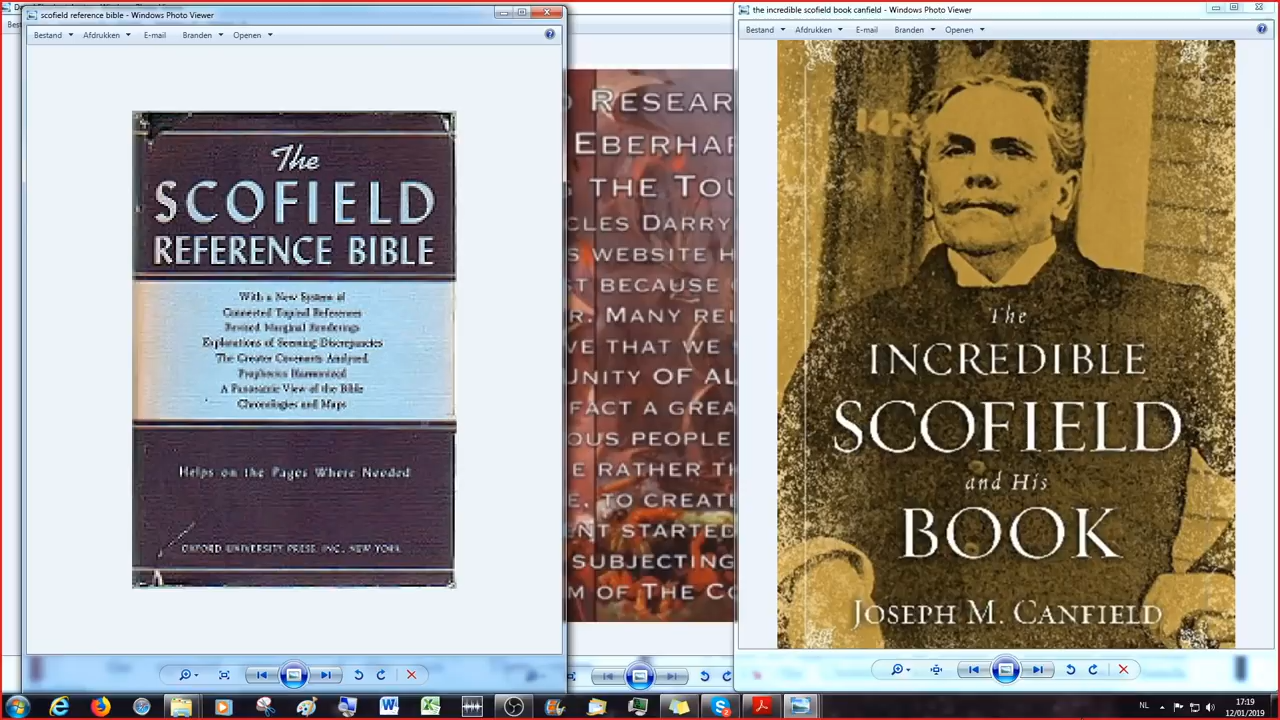 scofield reference bible - Windows Photo Viewer
Bestand Afdrukken E-mail Branden Openen
The
SCOFIELD
REFERENCE BIBLE
With a New System of
Connected Topical References
Revised Marginal Renderings
Explanations of Seeming Discrepancies
The Greater Covenants Analyzed
Prophecies Harmonized
A Panoramic View of the Bible
Chronologies and Maps
Helps on the Pages Where Needed
OXFORD UNIVERSITY PRESS, INC. NEW YORK
RESEAR
EBERHA
THE TOU
CLES DARRY
S WEBSITE H
ST BECAUSE
R. MANY REL
VE THAT WE
UNITY OF AL
FACT A GREA
OUS PEOPLE
E RATHER TH
E, TO CREATE
ENT STARTED
SUBJECTING
M OF THE CO
the incredible scofield book canfield - Windows Photo Viewer
Bestand Afdrukken E-mail Branden Openen
142
The
INCREDIBLE
SCOFIELD
and His
BOOK
JOSEPH M. CANFIELD
NL
17:19
12/01/2019